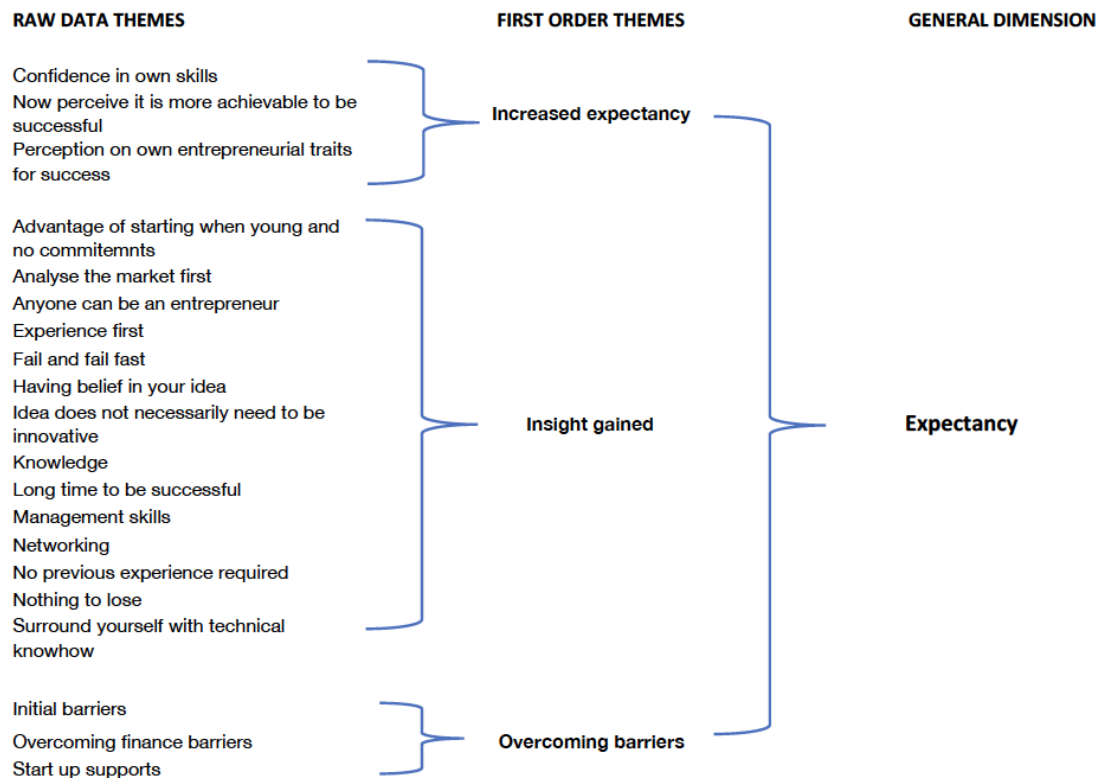 RAW DATA THEMES
FIRST ORDER THEMES
GENERAL DIMENSION
Confidence in own skills
Now perceive it is more achievable to be
successful
Perception on own entrepreneurial traits
for success
Increased expectancy
Advantage of starting when young and
no commitemnts
Analyse the market first
Anyone can be an entrepreneur
Experience first
Fail and fail fast
Having belief in your idea
Idea does not necessarily need to be
innovative
Knowledge
Long time to be successful
Management skills
Networking
No previous experience required
Nothing to lose
Surround yourself with technical
knowhow
Insight gained
Expectancy
Initial barriers
Overcoming finance barriers
Start up supports
Overcoming barriers